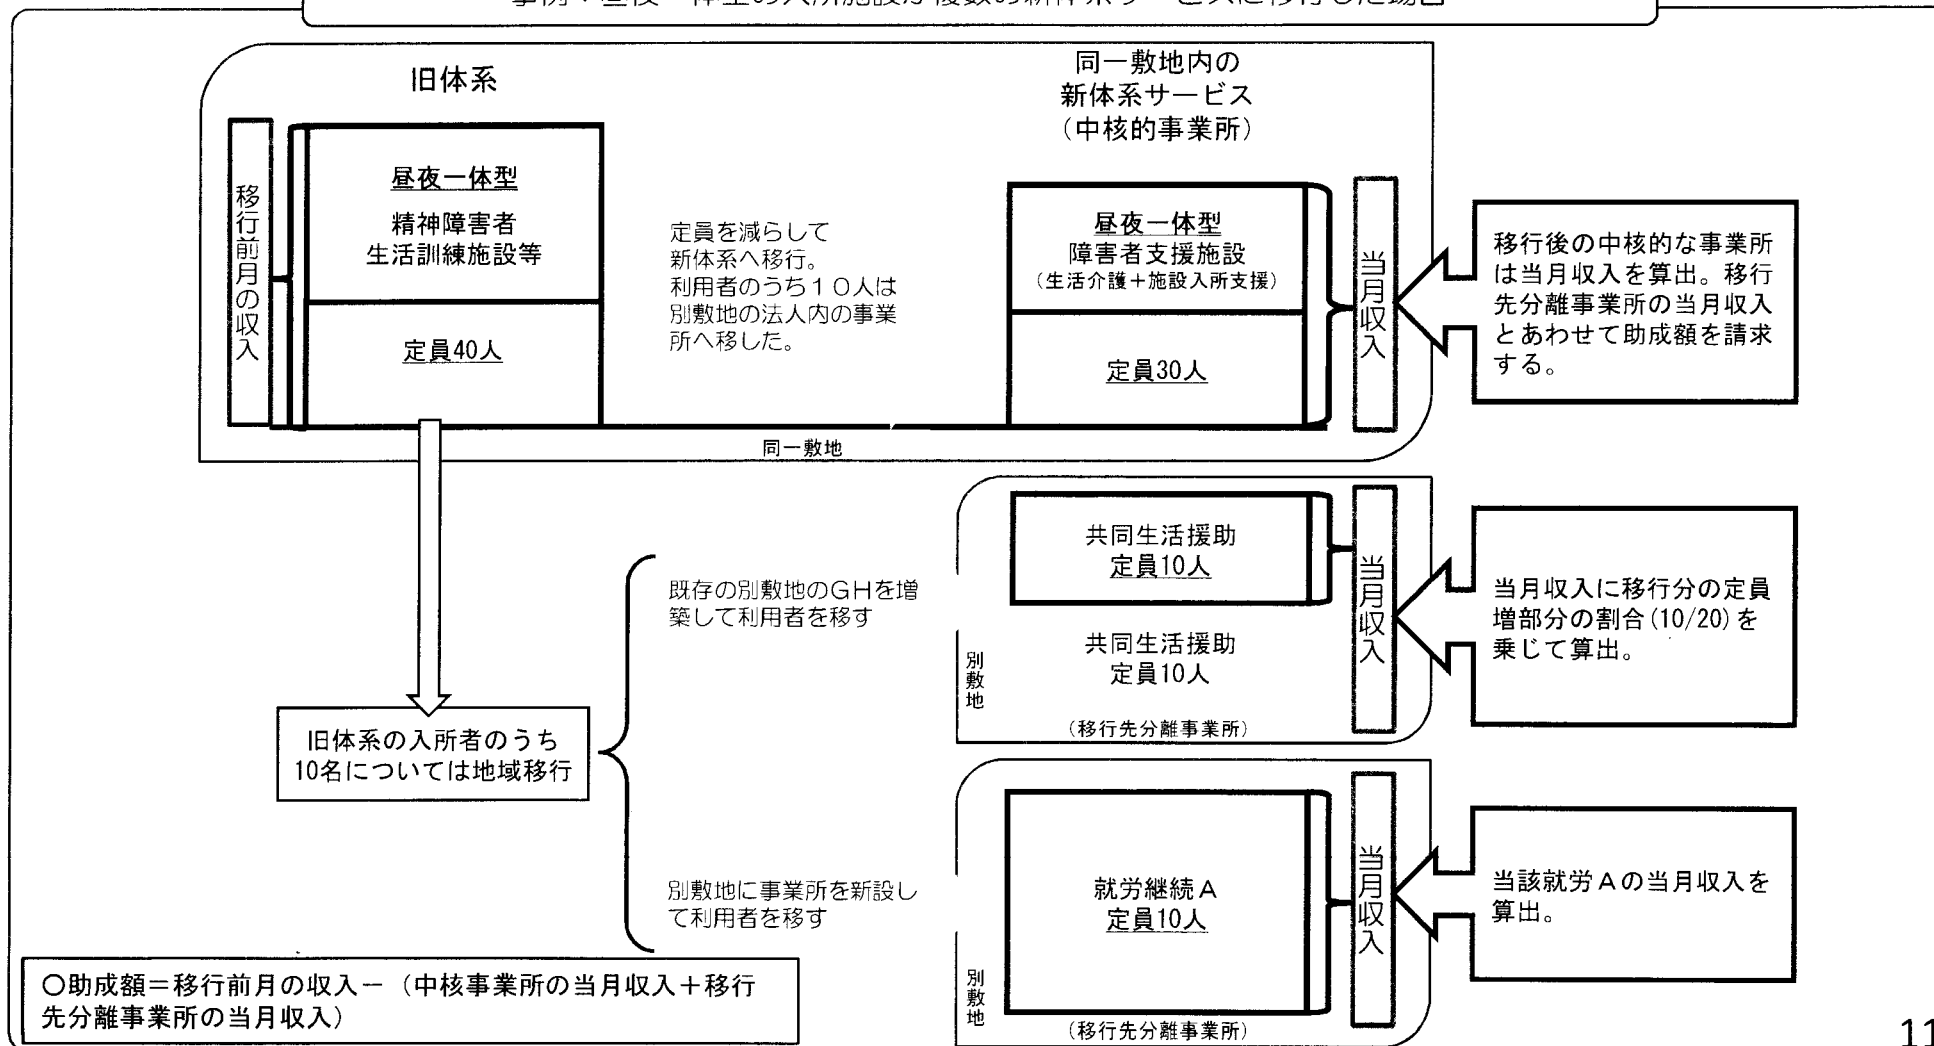 旧体系
同一敷地内の
新体系サービス
（中核的事業所）
移行前月の収入
昼夜一体型
精神障害者
生活訓練施設等
定員40人
定員を減らして
新体系へ移行。
利用者のうち１０人は
別敷地の法人内の事業
所へ移した。
昼夜一体型
障害者支援施設
（生活介護＋施設入所支援）
定員30人
当月収入
移行後の中核的な事業所
は当月収入を算出。移行
先分離事業所の当月収入
とあわせて助成額を請求
する。
同一敷地
既存の別敷地のGHを増
築して利用者を移す
別敷地
共同生活援助
定員10人
共同生活援助
定員10人
（移行先分離事業所）
当月収入
当月収入に移行分の定員
増部分の割合(10/20)を
乗じて算出。
旧体系の入所者のうち
10名については地域移行
別敷地に事業所を新設し
て利用者を移す
別敷地
就労継続Ａ
定員10人
（移行先分離事業所）
当月収入
当該就労Ａの当月収入を
算出。
〇助成額＝移行前月の収入－（中核事業所の当月収入＋移行
先分離事業所の当月収入）
11